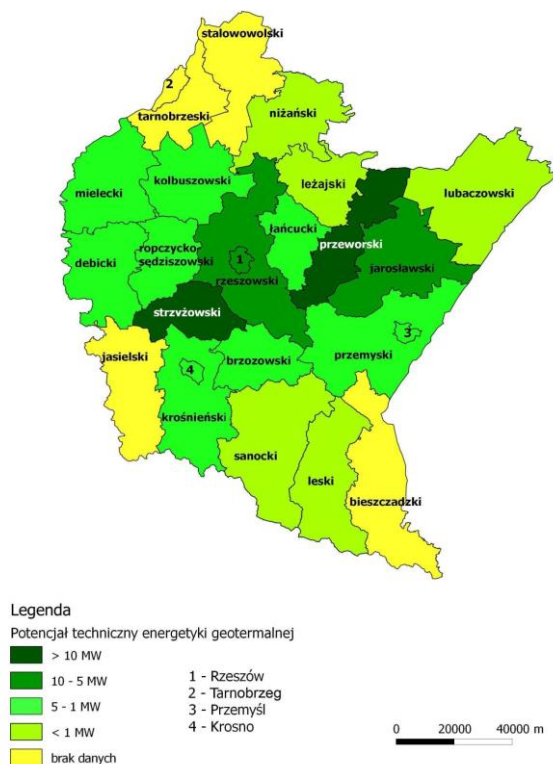 stalowowolski
2
tarnobrzeski
niżański
mielecki
kolbuszowski
leżajski
lubaczowski
łańcucki
przeworski
ropczycko
sędziszowski
debicki
1
rzeszowski
jarosławski
strzyżowski
3
jasielski
4
brzozowski
przemyski
krośnieński
sanocki
leski
bieszczadzki
Legenda
Potencjał techniczny energetyki geotermalnej
> 10 MW
10 - 5 MW
5 - 1 MW
< 1 MW
brak danych
1 - Rzeszów
2 - Tarnobrzeg
3 - Przemyśl
4 - Krosno
0 20000 40000 m